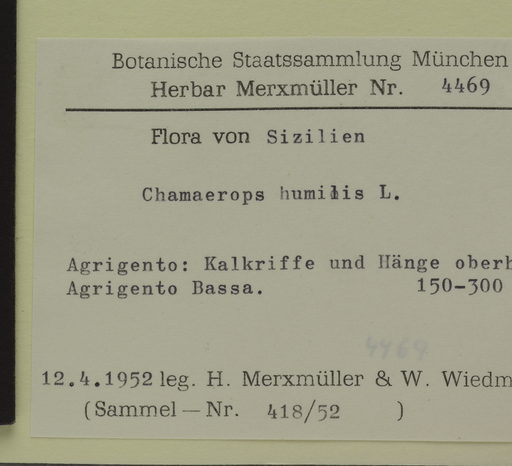 Botanische Staatssammlung München
Herbar Merxmüller Nr. 4469
Flora von Sizilien
Chamaerops humilis L.
Agrigento: Kalkriffe und Hänge oberh
Agrigento Bassa. 150-300
4469
12.4.1952 leg. H. Merxmüller & W. Wiedm
(Sammel – Nr. 418/52 )